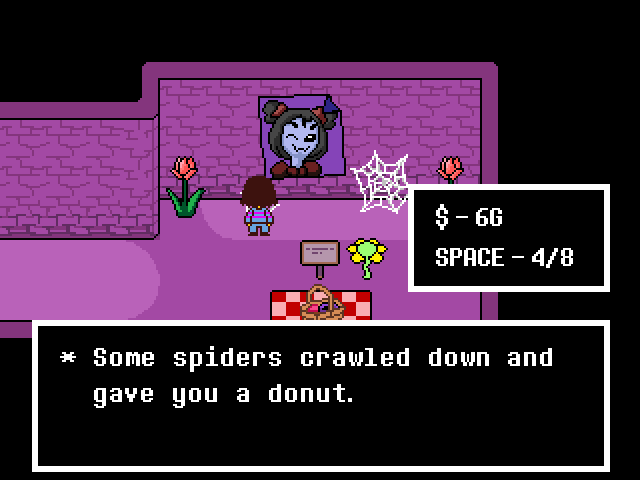 $ - 6G
SPACE - 4/8
* Some spiders crawled down and
gave you a donut.